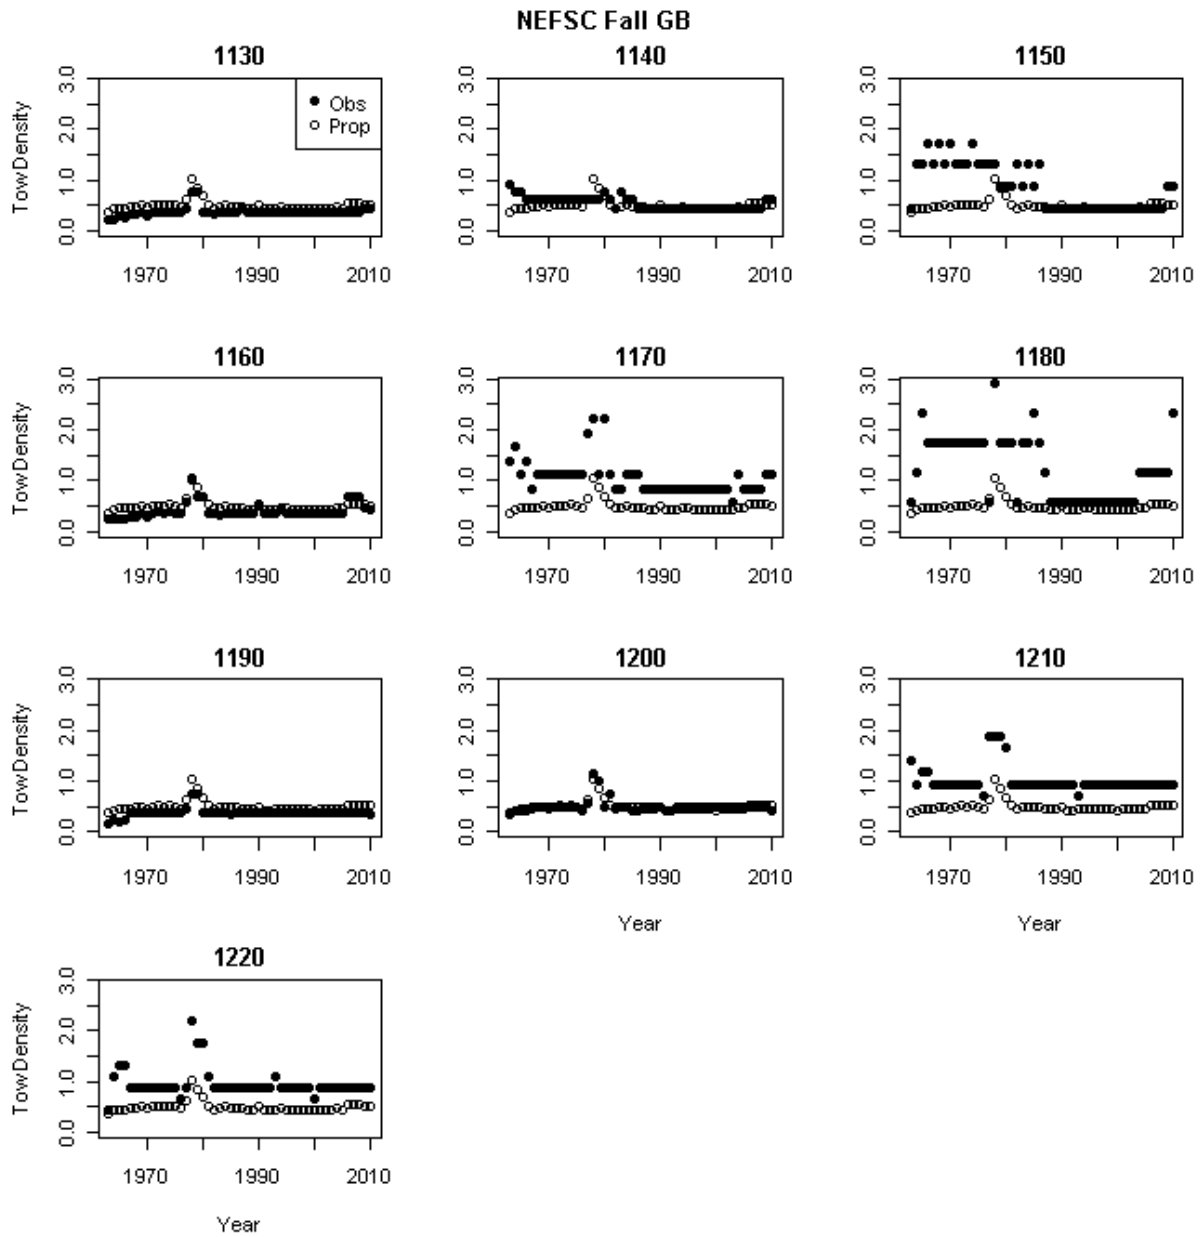 NEFSC Fall GB
1130 1140 1150
TowDensity 0.0 1.0 2.0 3.0 0.0 1.0 2.0 3.0 0.0 1.0 2.0 3.0
Obs
Prop
1970 1990 2010 1970 1990 2010 1970 1990 2010
1160 1170 1180
TowDensity 0.0 1.0 2.0 3.0 0.0 1.0 2.0 3.0 0.0 1.0 2.0 3.0
1970 1990 2010 1970 1990 2010 1970 1990 2010
1190 1200 1210
TowDensity 0.0 1.0 2.0 3.0 0.0 1.0 2.0 3.0 0.0 1.0 2.0 3.0
1970 1990 2010 1970 1990 2010 1970 1990 2010
Year Year
1220
TowDensity 0.0 1.0 2.0 3.0
1970 1990 2010
Year